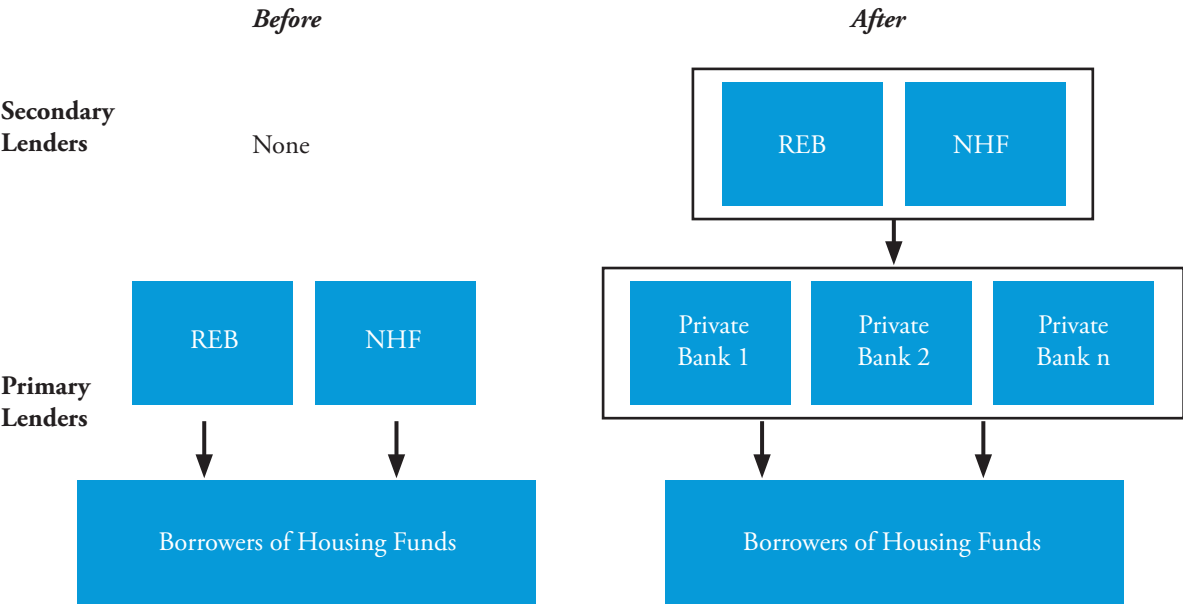 Before
After
Secondary
Lenders
None
REB
NHF
Primary
Lenders
REB
NHF
Private
Bank 1
Private
Bank 2
Private
Bank n
Borrowers of Housing Funds
Borrowers of Housing Funds